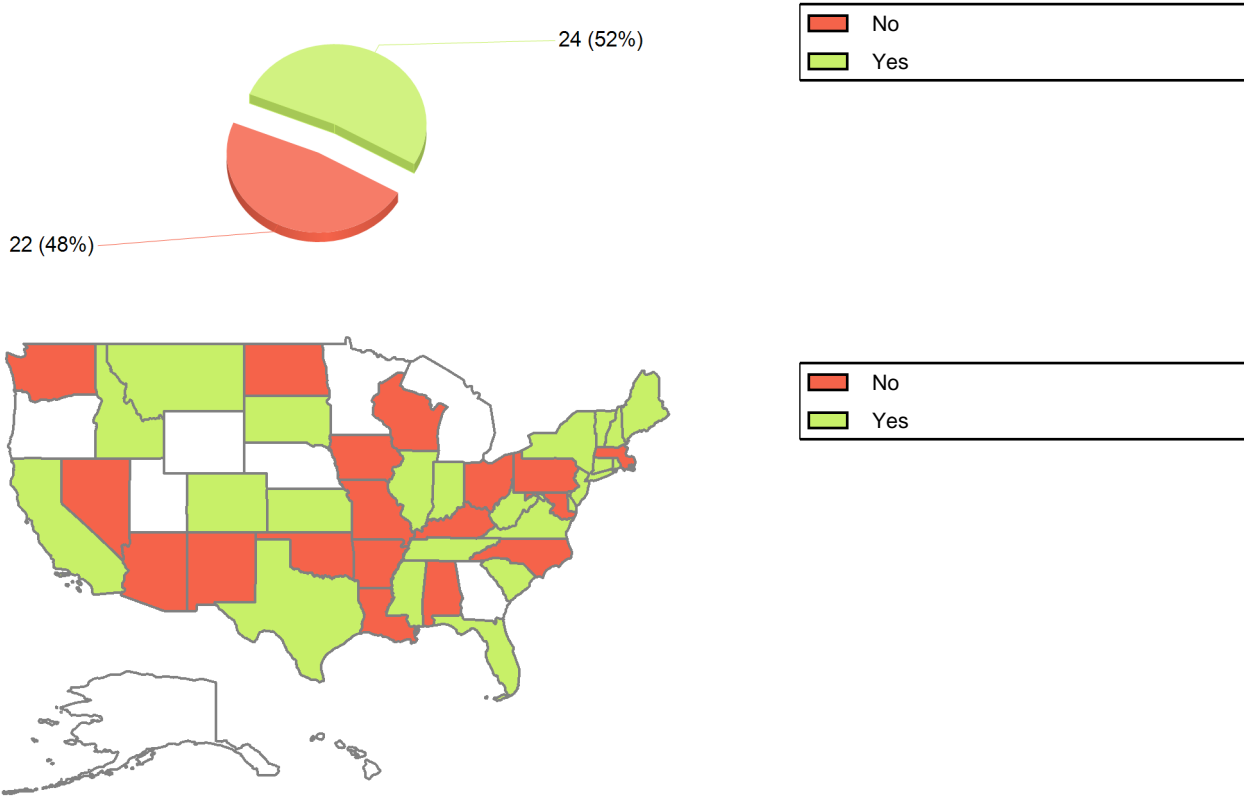 24 (52%)
22 (48%)
No
Yes
No
Yes